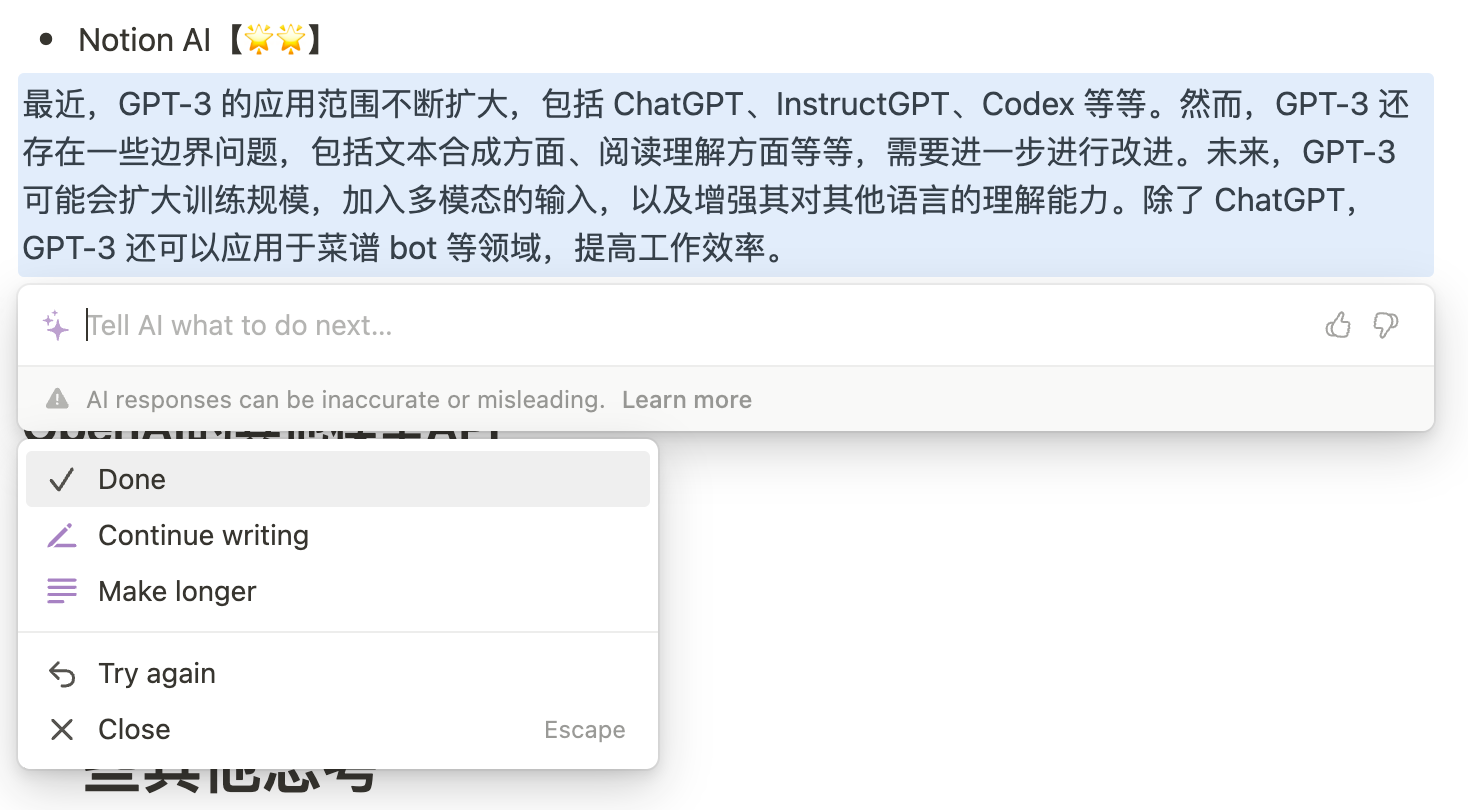 Notion AI【🌟🌟】
最近，GPT-3 的应用范围不断扩大，包括 ChatGPT、InstructGPT、Codex 等等。然而，GPT-3 还
存在一些边界问题，包括文本合成方面、阅读理解方面等等，需要进一步进行改进。未来，GPT-3
可能会扩大训练规模，加入多模态的输入，以及增强其对其他语言的理解能力。除了 ChatGPT，
GPT-3 还可以应用于菜谱 bot 等领域，提高工作效率。
Tell AI what to do next...
AI responses can be inaccurate or misleading. Learn more
Done
Continue writing
Make longer
Try again
Close Escape
些其他思考